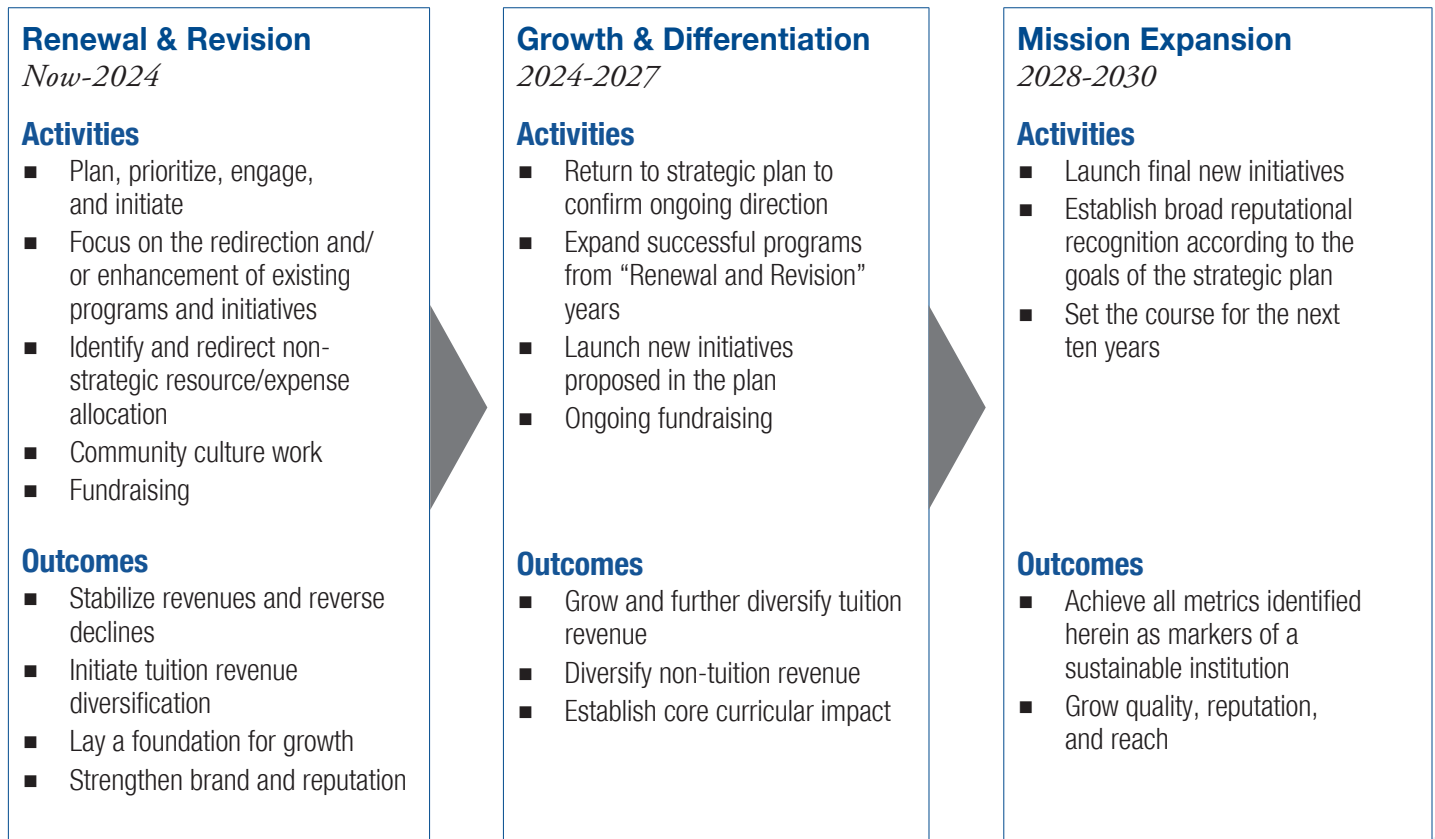 Renewal & Revision
Now-2024
Activities
■ Plan, prioritize, engage,
and initiate
■ Focus on the redirection and/
or enhancement of existing
programs and initiatives
■ Identify and redirect non-
strategic resource/expense
allocation
■ Community culture work
■ Fundraising
Outcomes
■ Stabilize revenues and reverse
declines
■ Initiate tuition revenue
diversification
■ Lay a foundation for growth
■ Strengthen brand and reputation
Growth & Differentiation
2024-2027
Activities
■ Return to strategic plan to
confirm ongoing direction
■ Expand successful programs
from “Renewal and Revision”
years
■ Launch new initiatives
proposed in the plan
■ Ongoing fundraising
Outcomes
■ Grow and further diversify tuition
revenue
■ Diversify non-tuition revenue
■ Establish core curricular impact
Mission Expansion
2028-2030
Activities
■ Launch final new initiatives
■ Establish broad reputational
recognition according to the
goals of the strategic plan
■ Set the course for the next
ten years
Outcomes
■ Achieve all metrics identified
herein as markers of a
sustainable institution
■ Grow quality, reputation,
and reach